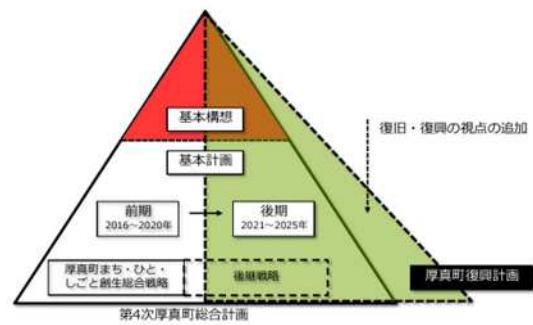 基本構想
復旧・復興の視点の追加
基本計画
前期
2016～2020年
後期
2021～2025年
厚真町まち・ひと・
しごと創生総合戦略
後継戦略
厚真町復興計画
第4次厚真町総合計画